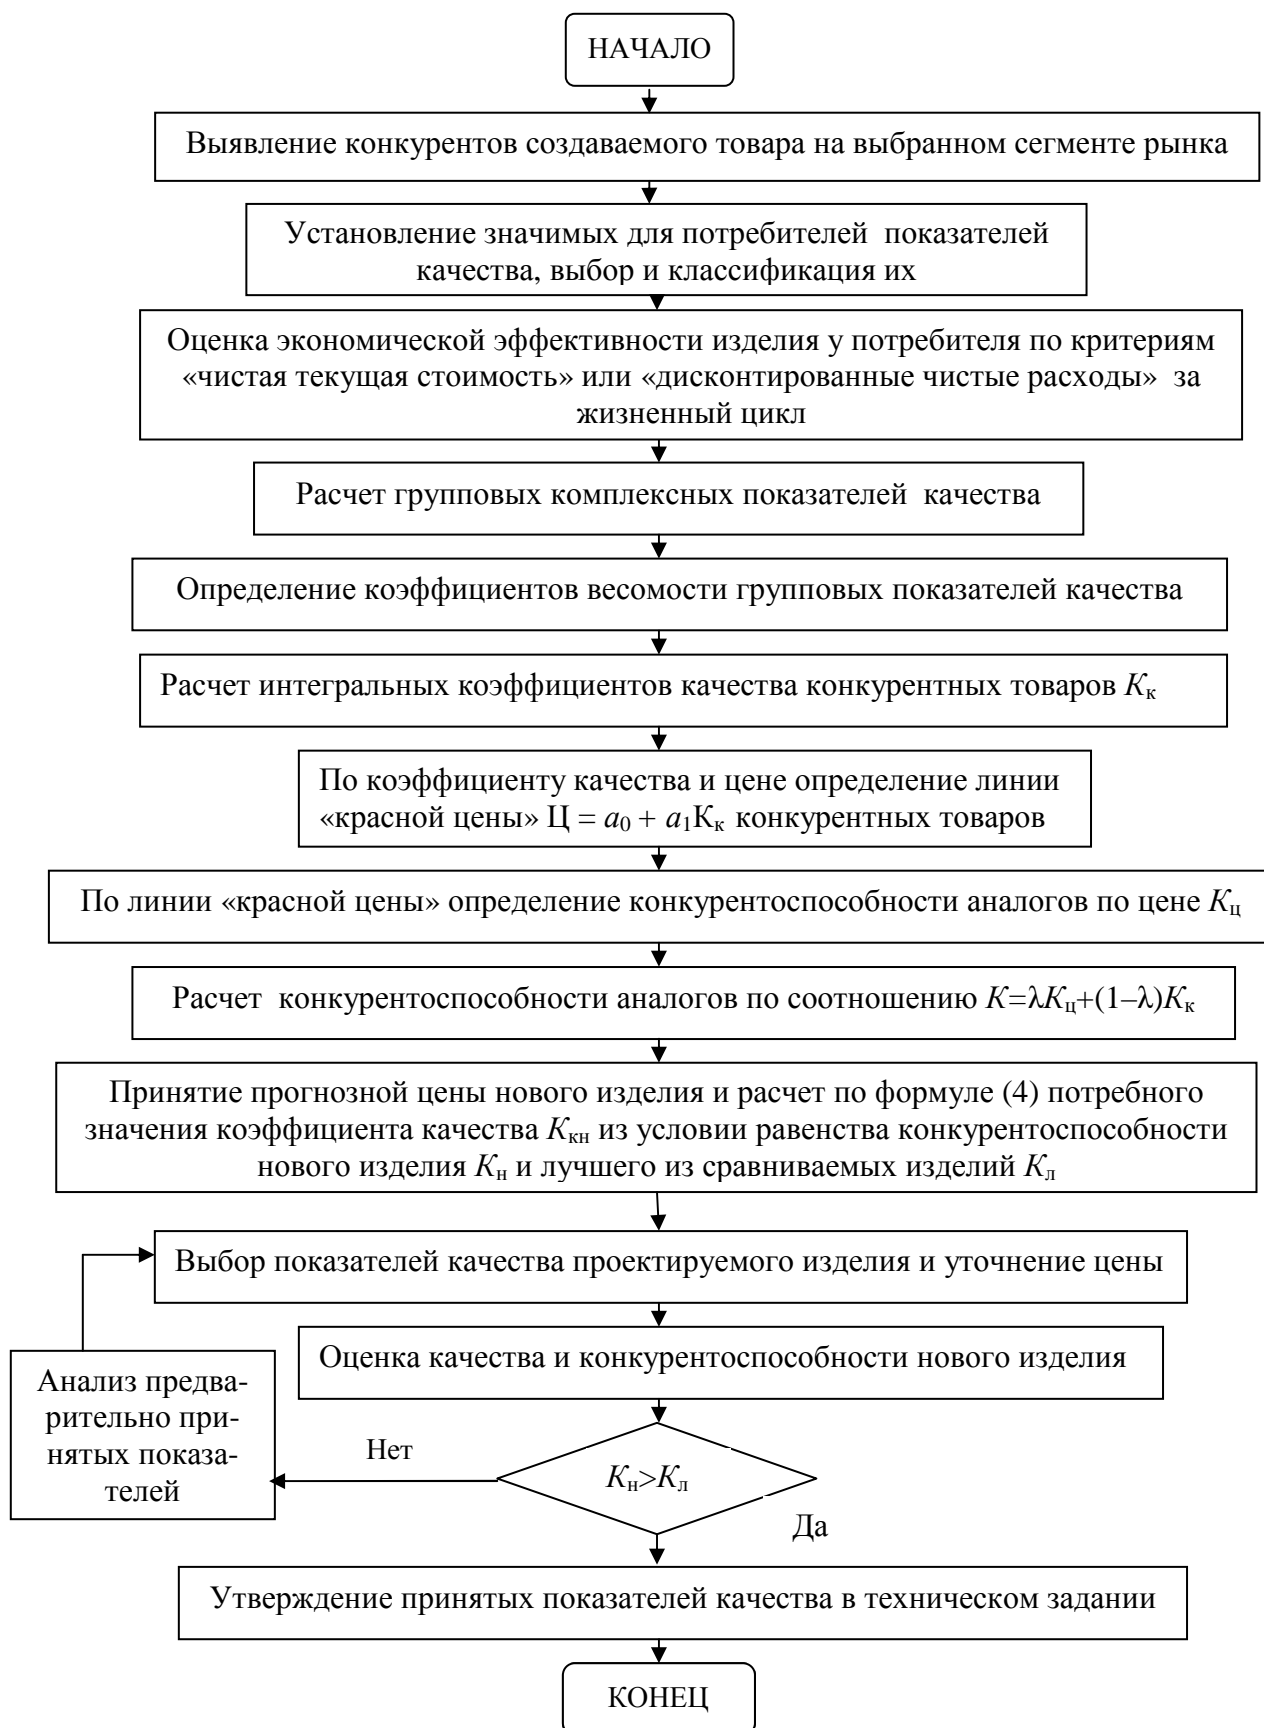 НАЧАЛО
Выявление конкурентов создаваемого товара на выбранном сегменте рынка
Установление значимых для потребителей показателей
качества, выбор и классификация их
Оценка экономической эффективности изделия у потребителя по критериям
«чистая текущая стоимость» или «дисконтированные чистые расходы» за
жизненный цикл
Расчет групповых комплексных показателей качества
Определение коэффициентов весомости групповых показателей качества
Расчет интегральных коэффициентов качества конкурентных товаров Kк
По коэффициенту качества и цене определение линии
«красной цены» Ц = a0 + a1Кк конкурентных товаров
По линии «красной цены» определение конкурентоспособности аналогов по цене Kц
Расчет конкурентоспособности аналогов по соотношению K=λKц+(1–λ)Kк
Принятие прогнозной цены нового изделия и расчет по формуле (4) потребного
значения коэффициента качества Kкн из условии равенства конкурентоспособности
нового изделия Kн и лучшего из сравниваемых изделий Kл
Выбор показателей качества проектируемого изделия и уточнение цены
Оценка качества и конкурентоспособности нового изделия
Анализ предва-
рительно при-
нятых показа-
телей
Нет
Kн>Kл
Да
Утверждение принятых показателей качества в техническом задании
КОНЕЦ